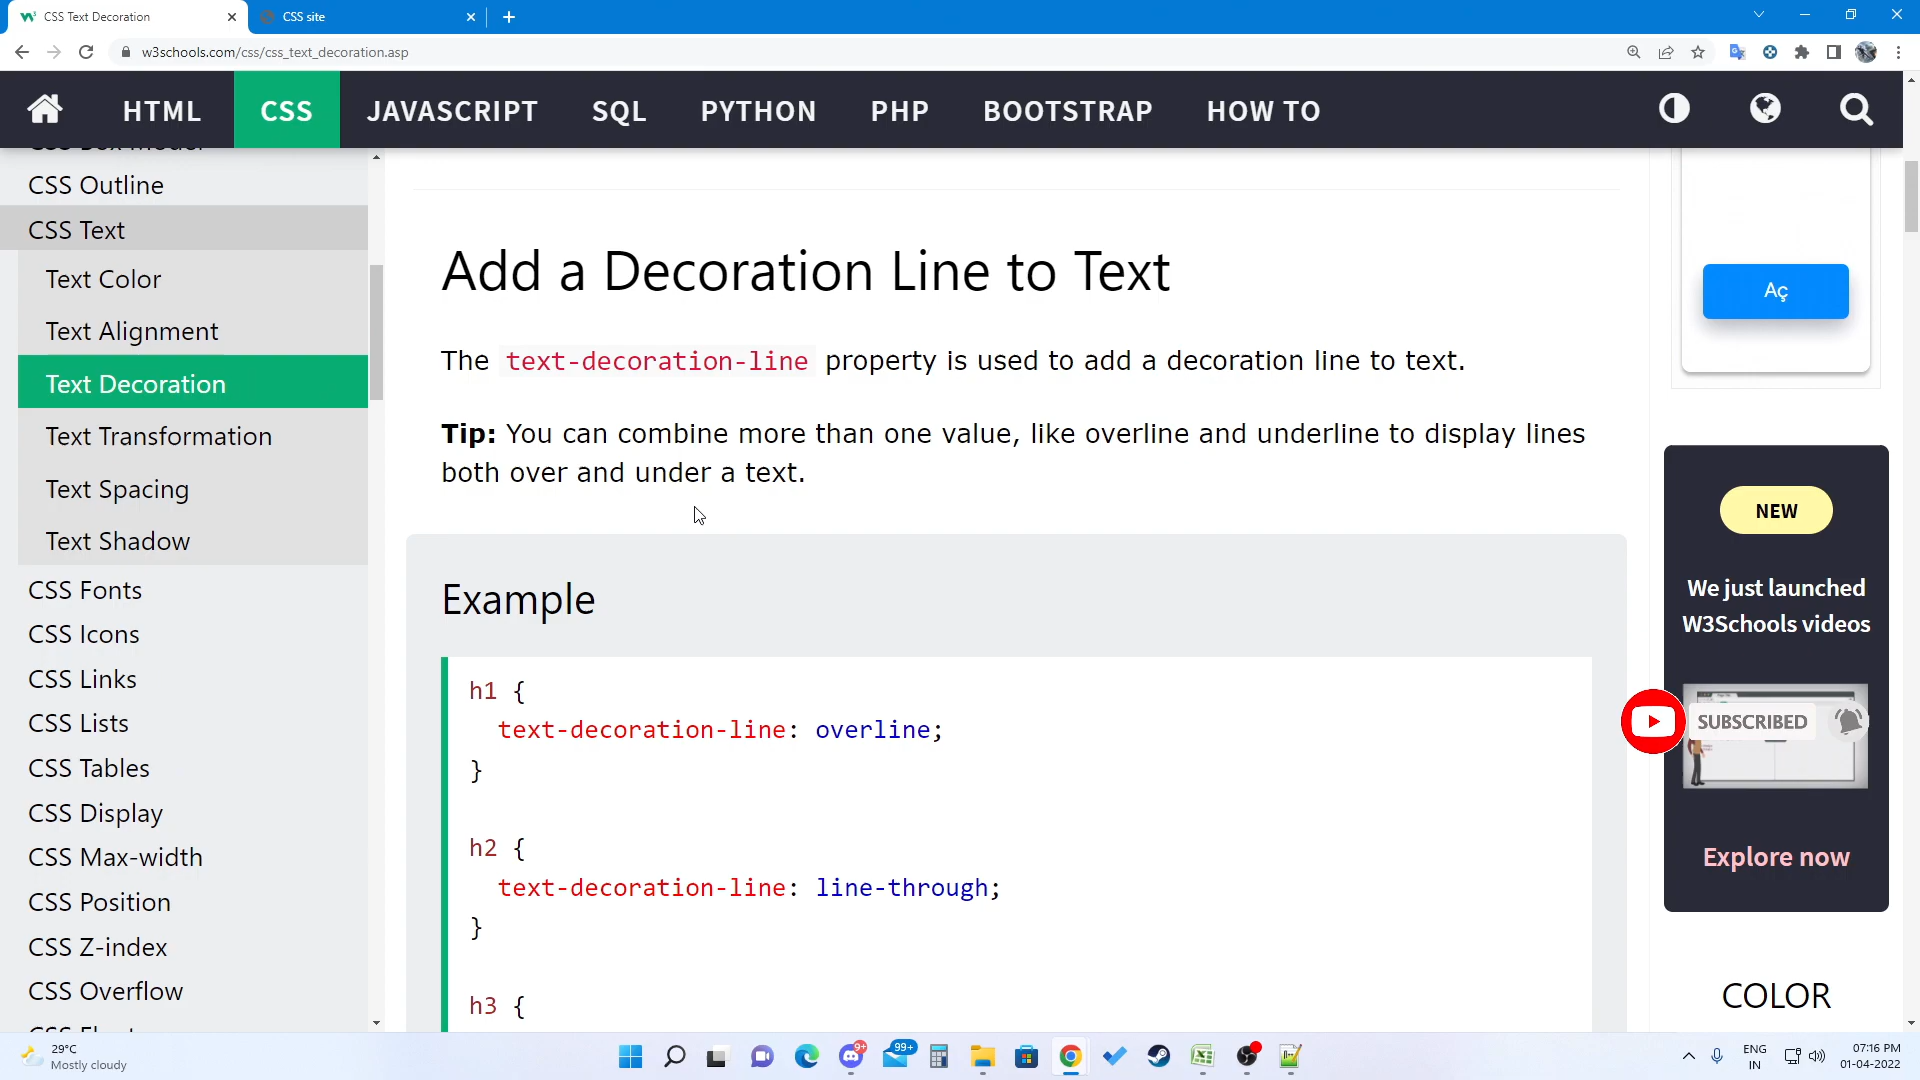 CSS Text Decoration
CSS site
w3schools.com/css/css_text_decoration.asp
HTML
CSS
JAVASCRIPT
SQL
PYTHON
PHP
BOOTSTRAP
HOW TO
CSS Box Model
CSS Outline
CSS Text
Text Color
Text Alignment
Text Decoration
Text Transformation
Text Spacing
Text Shadow
CSS Fonts
CSS Icons
CSS Links
CSS Lists
CSS Tables
CSS Display
CSS Max-width
CSS Position
CSS Z-index
CSS Overflow
Add a Decoration Line to Text
The text-decoration-line property is used to add a decoration line to text.
Tip: You can combine more than one value, like overline and underline to display lines
both over and under a text.
Example
h1 {
text-decoration-line: overline;
}
h2 {
text-decoration-line: line-through;
}
h3 {
Aç
NEW
We just launched
W3Schools videos
SUBSCRIBED
Explore now
COLOR
29°C
Mostly cloudy
9+
99+
ENG
IN
07:16 PM
01-04-2022